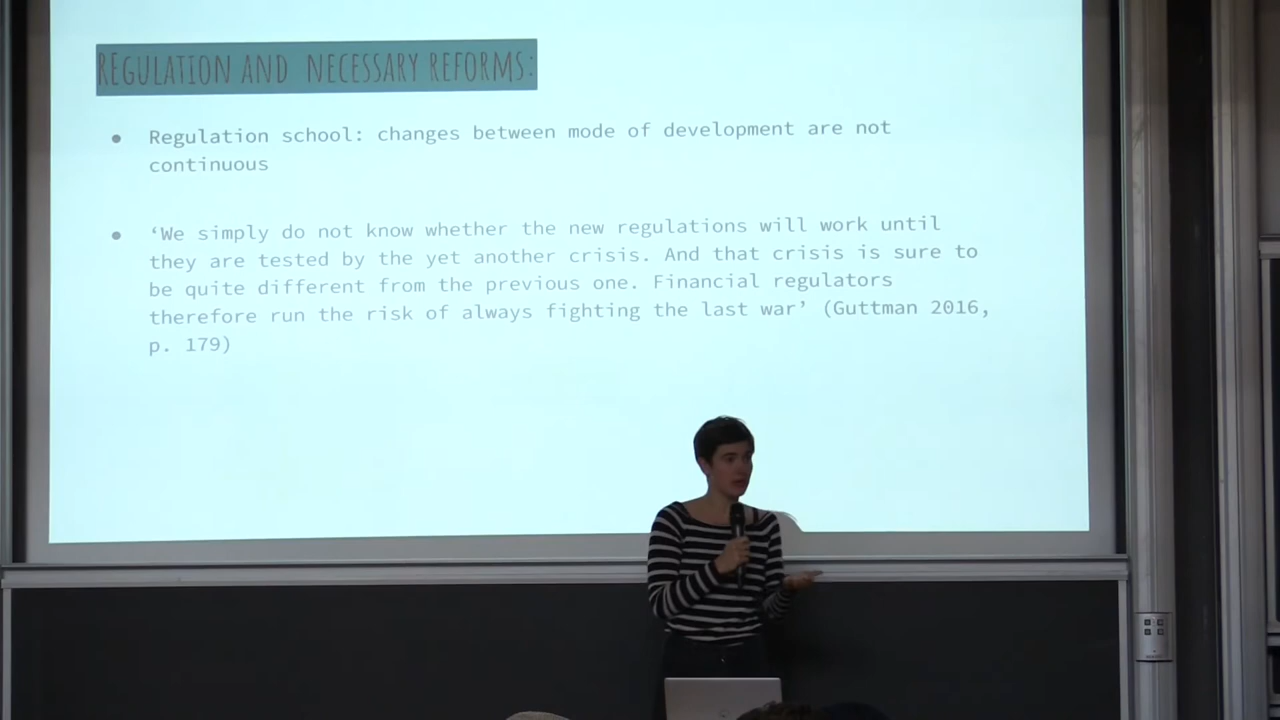 REGULATION AND NECESSARY REFORMS:
● Regulation school: changes between mode of development are not
continuous
● ‘We simply do not know whether the new regulations will work until
they are tested by the yet another crisis. And that crisis is sure to
be quite different from the previous one. Financial regulators
therefore run the risk of always fighting the last war’ (Guttman 2016,
p. 179)